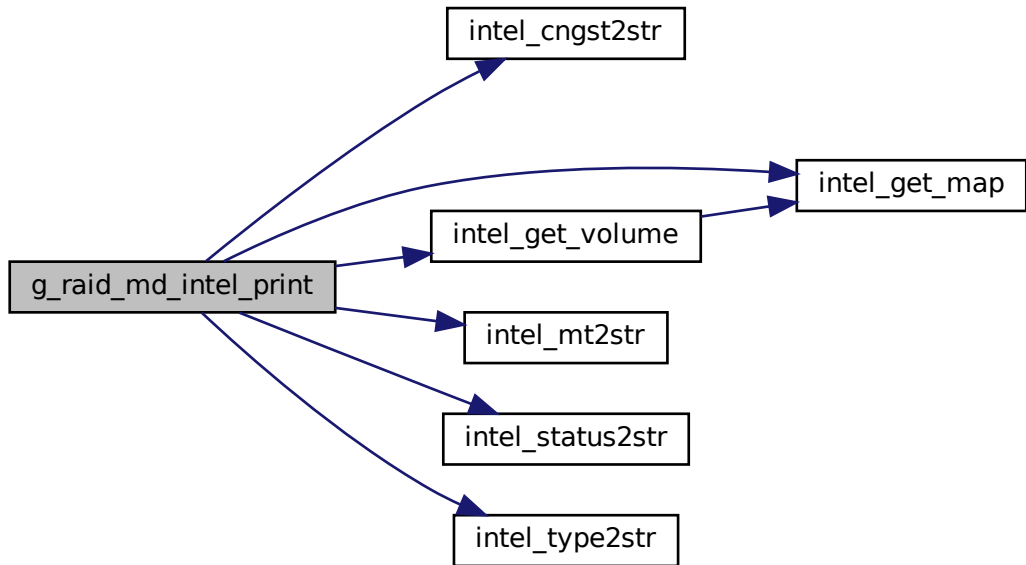 intel_cngst2str
intel_get_map
intel_get_volume
g_raid_md_intel_print
intel_mt2str
intel_status2str
intel_type2str